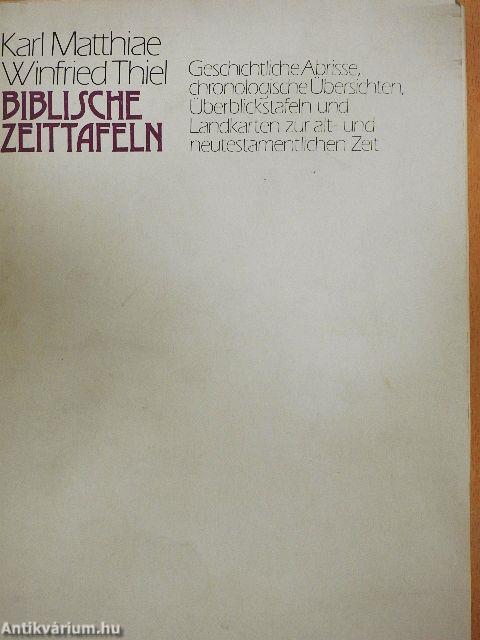 Karl Matthiae
Winfried Thiel
BIBLISCHE
ZEITTAFELN
Geschichtliche Abrisse,
chronologische Übersichten,
Überblickstafeln und
Landkarten zur alt- und
neutestamentlichen Zeit
Antikvárium.hu